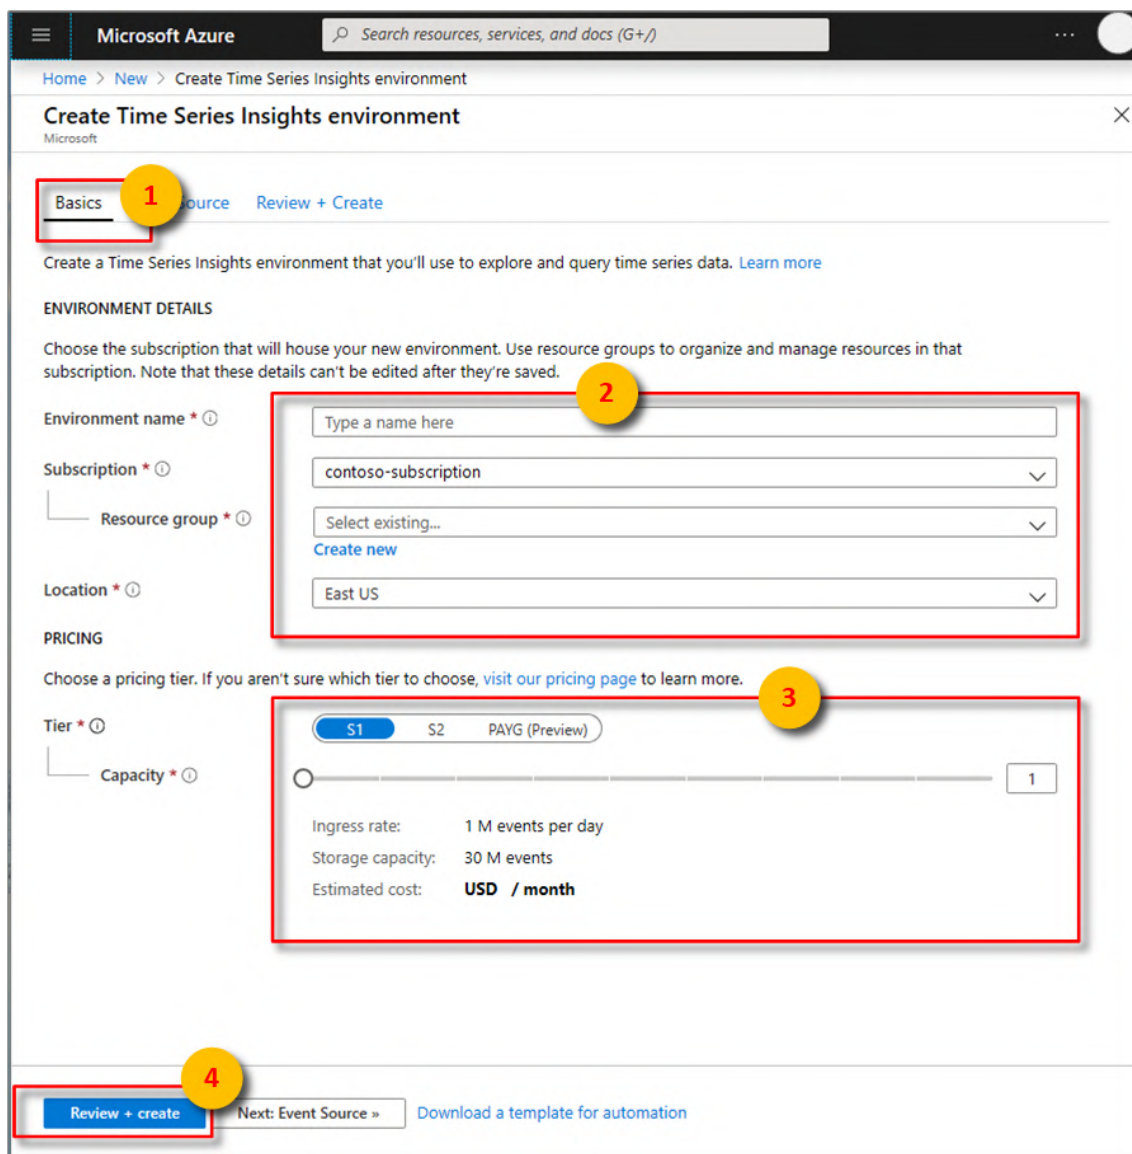 Microsoft Azure
Search resources, services, and docs (G+/)
...
Home > New > Create Time Series Insights environment
Create Time Series Insights environment
Microsoft
Basics 1 Source Review + Create
Create a Time Series Insights environment that you'll use to explore and query time series data. Learn more
ENVIRONMENT DETAILS
Choose the subscription that will house your new environment. Use resource groups to organize and manage resources in that
subscription. Note that these details can't be edited after they're saved.
2
Environment name *
Type a name here
Subscription *
contoso-subscription
Resource group *
Select existing...
Create new
Location *
East US
PRICING
Choose a pricing tier. If you aren't sure which tier to choose, visit our pricing page to learn more.
3
Tier *
S1 S2 PAYG (Preview)
Capacity *
1
Ingress rate: 1 M events per day
Storage capacity: 30 M events
Estimated cost: USD / month
4
Review + create Next: Event Source » Download a template for automation